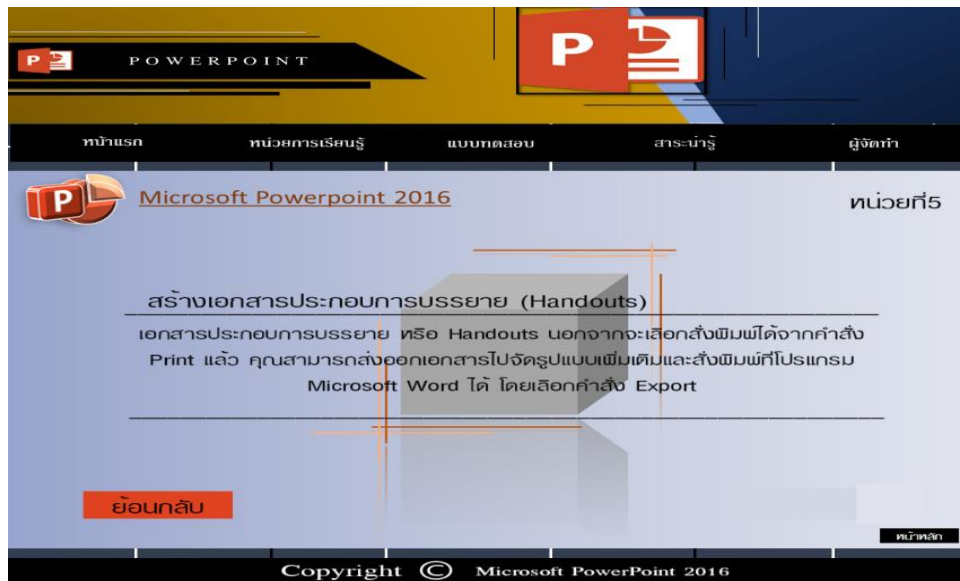 P POWERPOINT
P
หน้าแรก หน่วยการเรียนรู้ แบบทดสอบ สาระน่ารู้ ผู้จัดทำ
P Microsoft Powerpoint 2016 หน่วยที่5
สร้างเอกสารประกอบการบรรยาย (Handouts)
เอกสารประกอบการบรรยาย หรือ Handouts นอกจากจะเลือกสั่งพิมพ์ได้จากคำสั่ง
Print แล้ว คุณสามารถส่งออกเอกสารไปจัดรูปแบบเพิ่มเติมและสั่งพิมพ์ที่โปรแกรม
Microsoft Word ได้ โดยเลือกคำสั่ง Export
ย้อนกลับ
หน้าหลัก
Copyright © Microsoft PowerPoint 2016